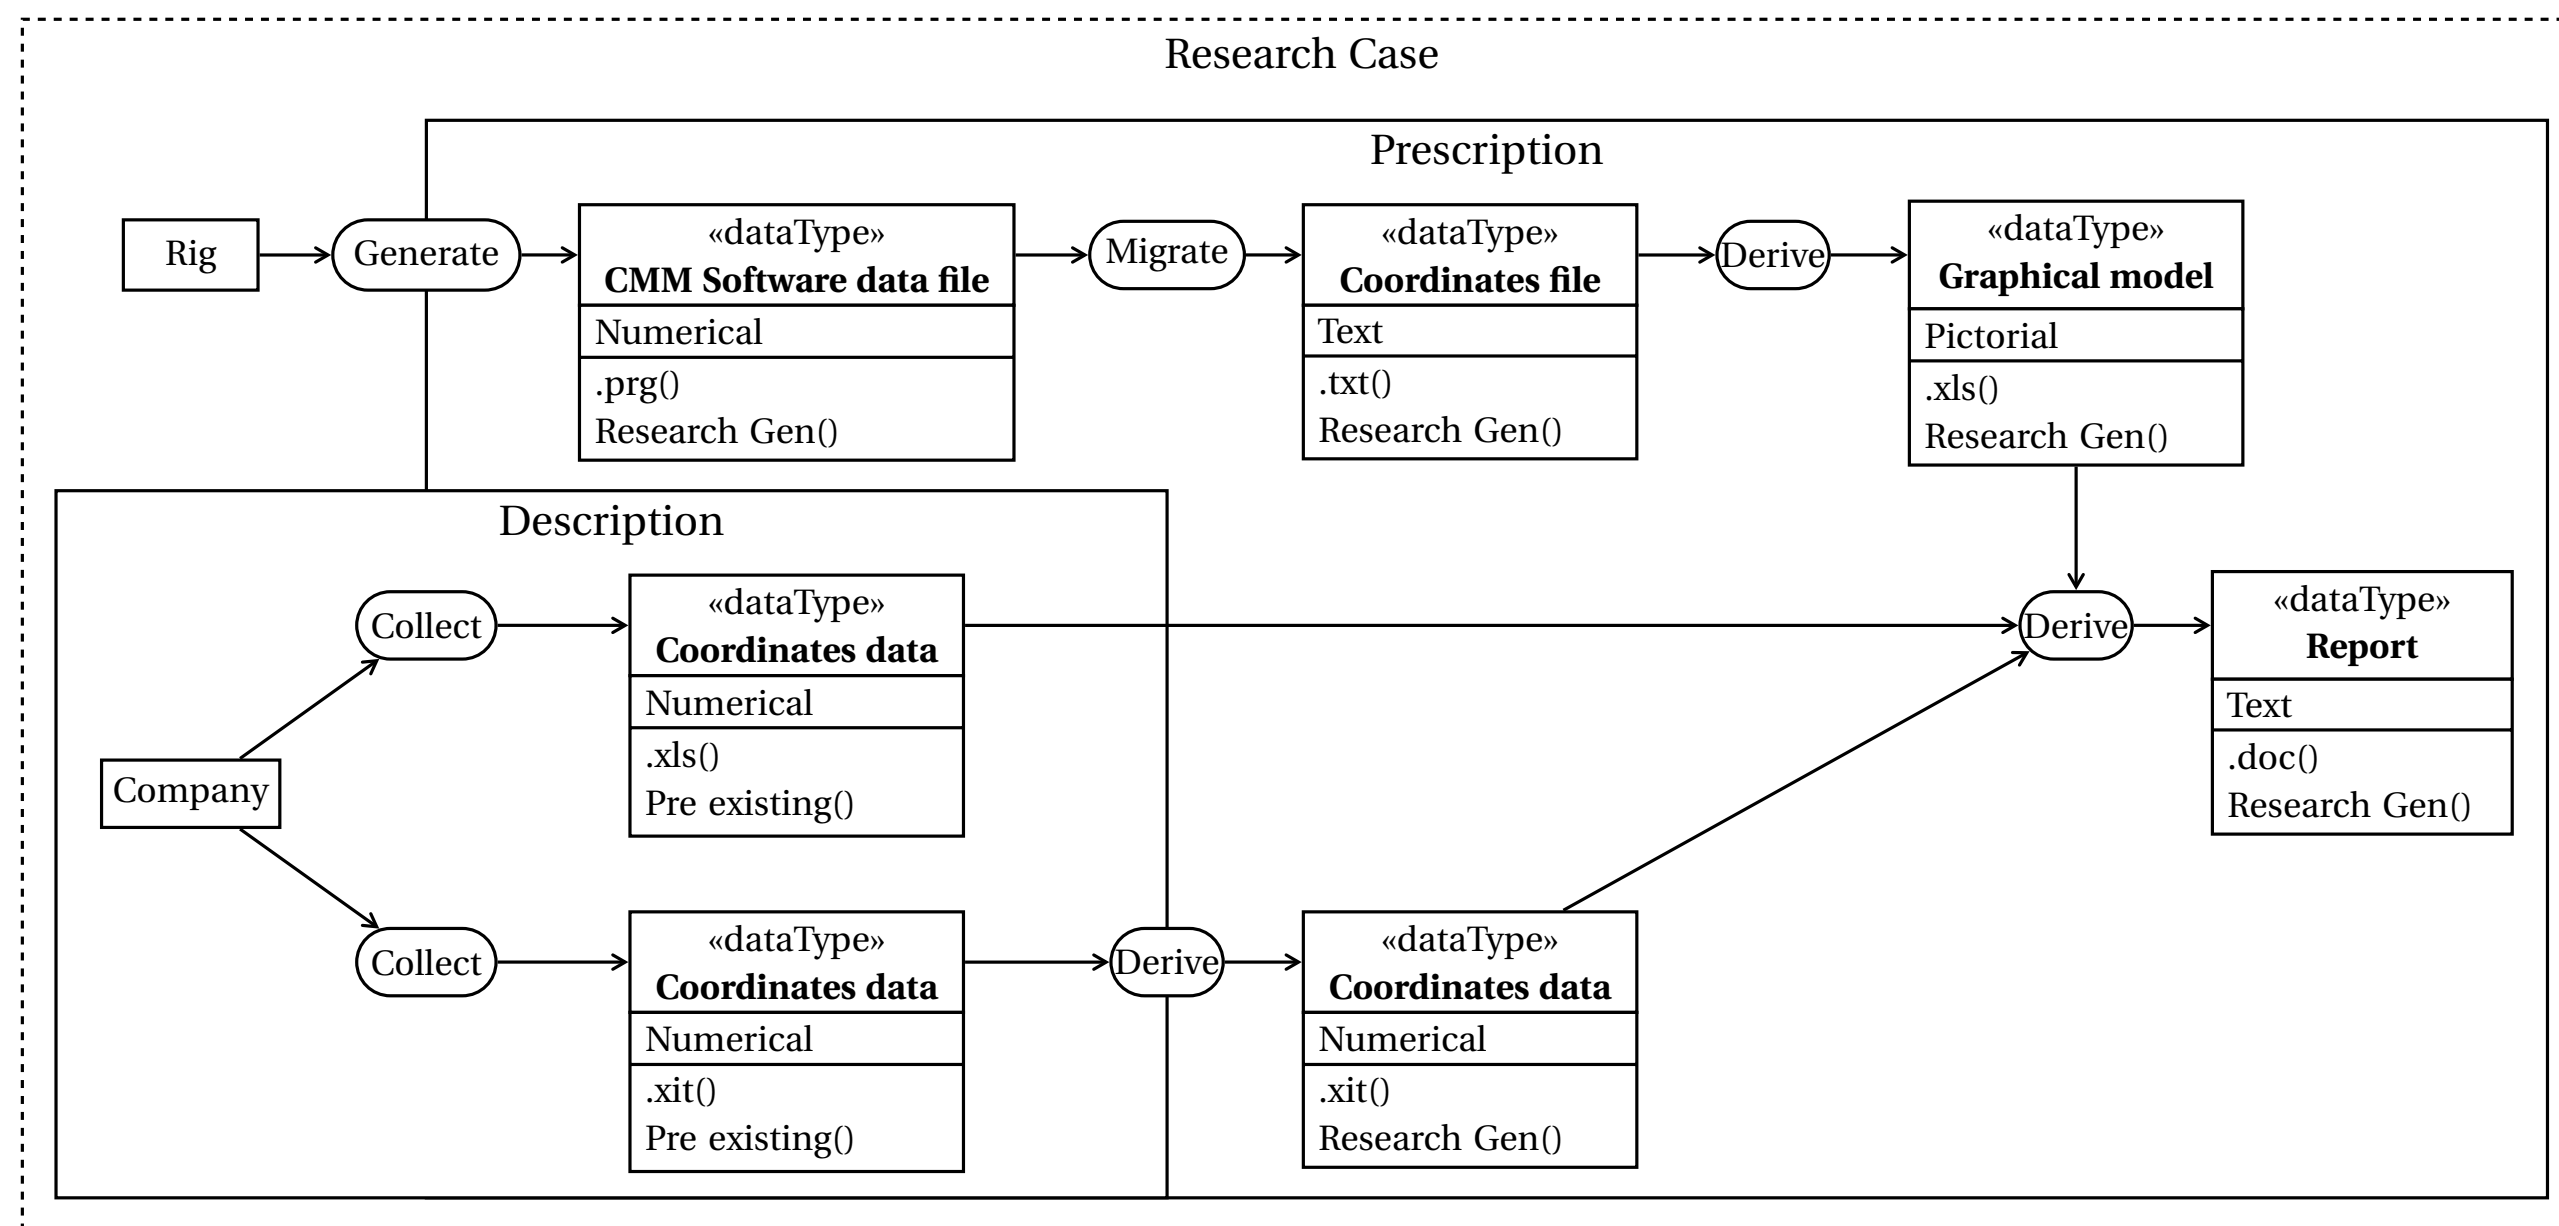 Research Case
Prescription
Rig
Generate
«dataType»
CMM Software data file
Numerical
.prg()
Research Gen()
Migrate
«dataType»
Coordinates file
Text
.txt()
Research Gen()
Derive
«dataType»
Graphical model
Pictorial
.xls()
Research Gen()
Description
Company
Collect
«dataType»
Coordinates data
Numerical
.xls()
Pre existing()
Derive
«dataType»
Report
Text
.doc()
Research Gen()
Collect
«dataType»
Coordinates data
Numerical
.xit()
Pre existing()
Derive
«dataType»
Coordinates data
Numerical
.xit()
Research Gen()